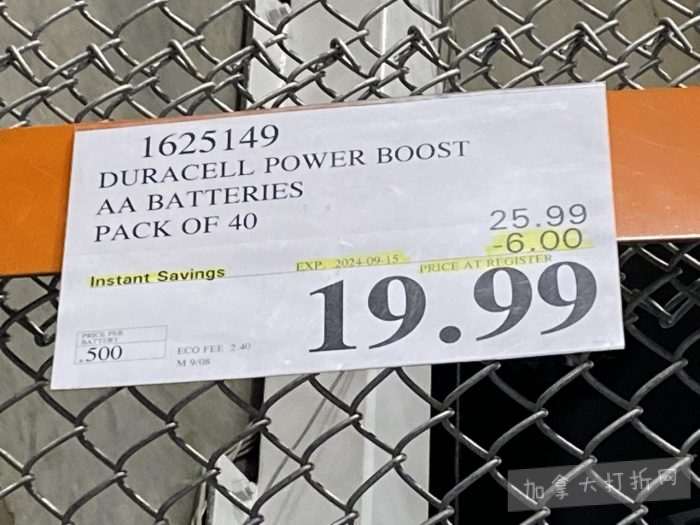 1625149
DURACELL POWER BOOST
AA BATTERIES
PACK OF 40
25.99
-6.00
Instant Savings
EXP. 2024-09-15
PRICE AT REGISTER
19.99
PRICE PER
BATTERY
.500
ECO FEE 2.40
M 9/08
加拿大打折网